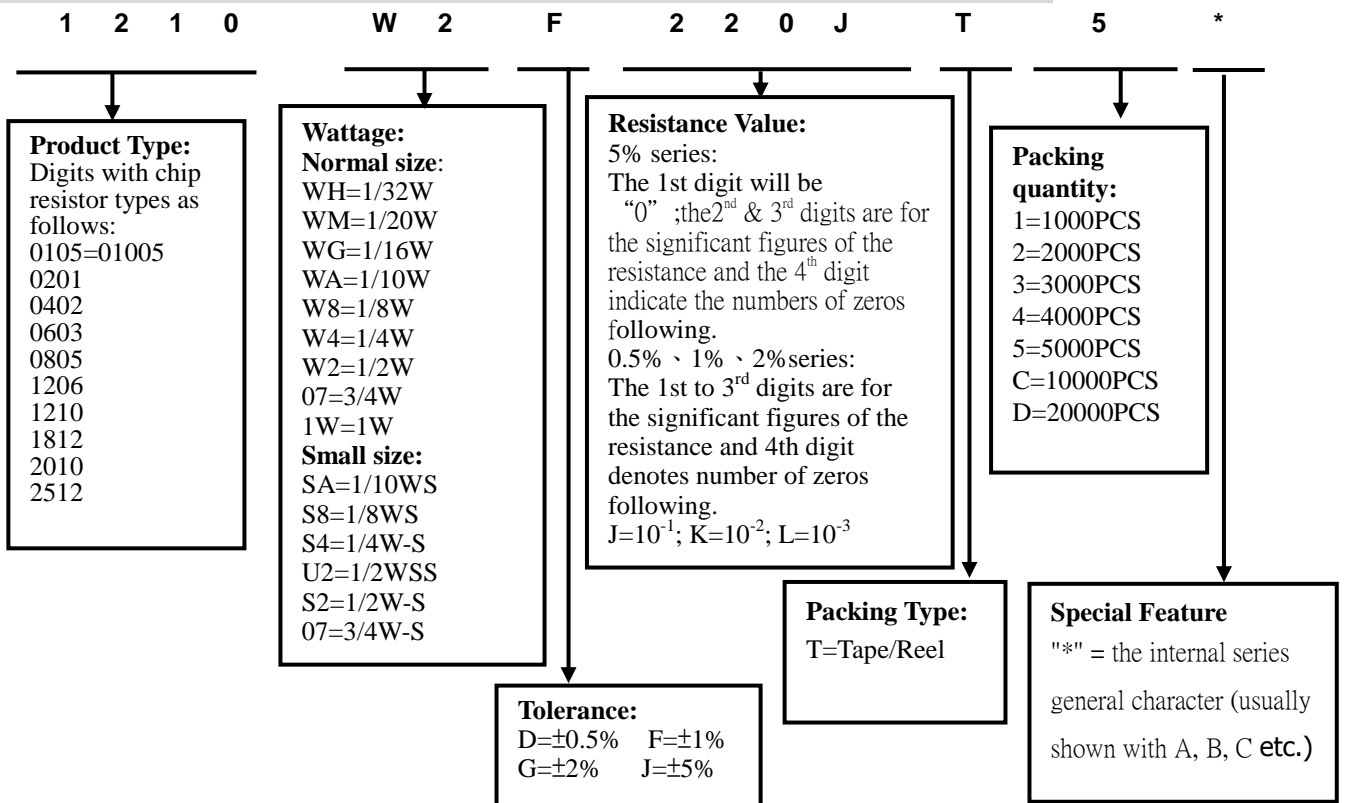 1 2 1 0 W 2 F 2 2 0 J T 5 *
Product Type:
Digits with chip
resistor types as
follows:
0105=01005
0201
0402
0603
0805
1206
1210
1812
2010
2512
Wattage:
Normal size:
WH=1/32W
WM=1/20W
WG=1/16W
WA=1/10W
W8=1/8W
W4=1/4W
W2=1/2W
07=3/4W
1W=1W
Small size:
SA=1/10WS
S8=1/8WS
S4=1/4W-S
U2=1/2WSS
S2=1/2W-S
07=3/4W-S
Tolerance:
D=±0.5% F=±1%
G=±2% J=±5%
Resistance Value:
5% series:
The 1st digit will be
“0” ;the2nd & 3rd digits are for
the significant figures of the
resistance and the 4th digit
indicate the numbers of zeros
following.
0.5%、1%、2%series:
The 1st to 3rd digits are for
the significant figures of the
resistance and 4th digit
denotes number of zeros
following.
J=10-1; K=10-2; L=10-3
Packing Type:
T=Tape/Reel
Packing
quantity:
1=1000PCS
2=2000PCS
3=3000PCS
4=4000PCS
5=5000PCS
C=10000PCS
D=20000PCS
Special Feature
"*" = the internal series
general character (usually
shown with A, B, C etc.)